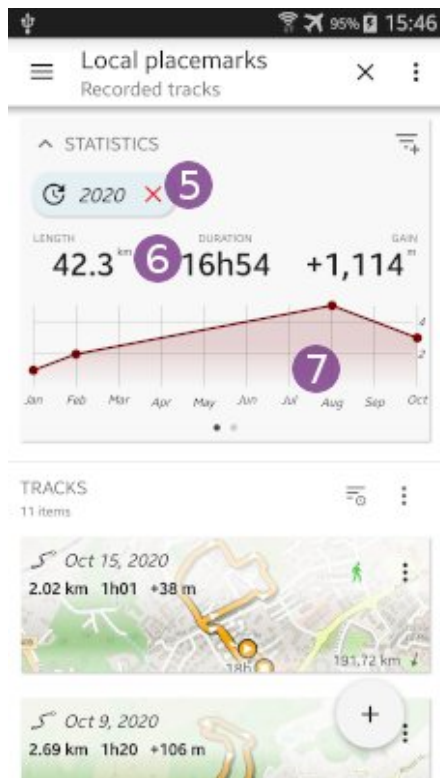 95% 15:46
Local placemarks
Recorded tracks
STATISTICS
2020 5
LENGTH DURATION GAIN
42.3 km 6 16h54 +1,114 m
4
2
7
Jan Feb Mar Apr May Jun Jul Aug Sep Oct
TRACKS
11 items
Oct 15, 2020
2.02 km 1h01 +38 m
18h
191.72 km
Oct 9, 2020
2.69 km 1h20 +106 m